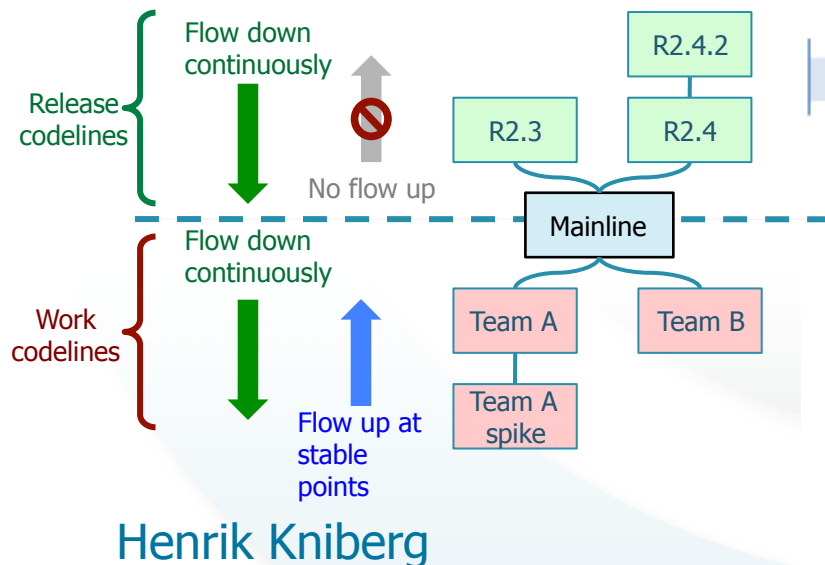 Flow down
continuously
Release
codelines
No flow up
R2.4.2
R2.3
R2.4
Mainline
Flow down
continuously
Work
codelines
Flow up at
stable
points
Team A
Team B
Team A
spike
Henrik Kniberg